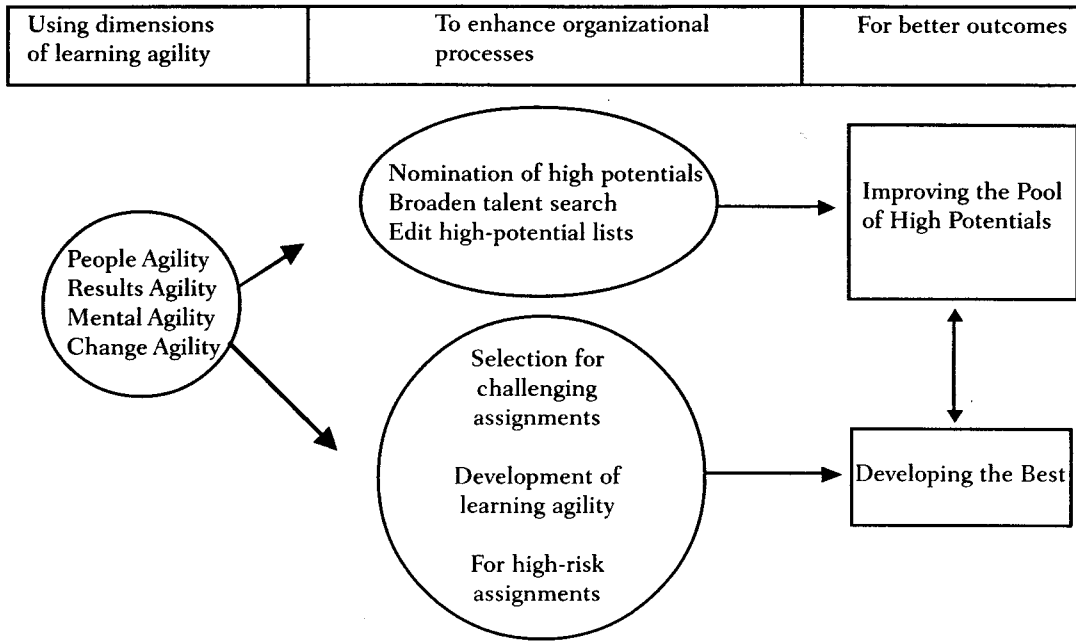 Using dimensions
of learning agility
To enhance organizational
processes
For better outcomes
People Agility
Results Agility
Mental Agility
Change Agility
Nomination of high potentials
Broaden talent search
Edit high-potential lists
Improving the Pool
of High Potentials
Selection for
challenging
assignments
Development of
learning agility
For high-risk
assignments
Developing the Best